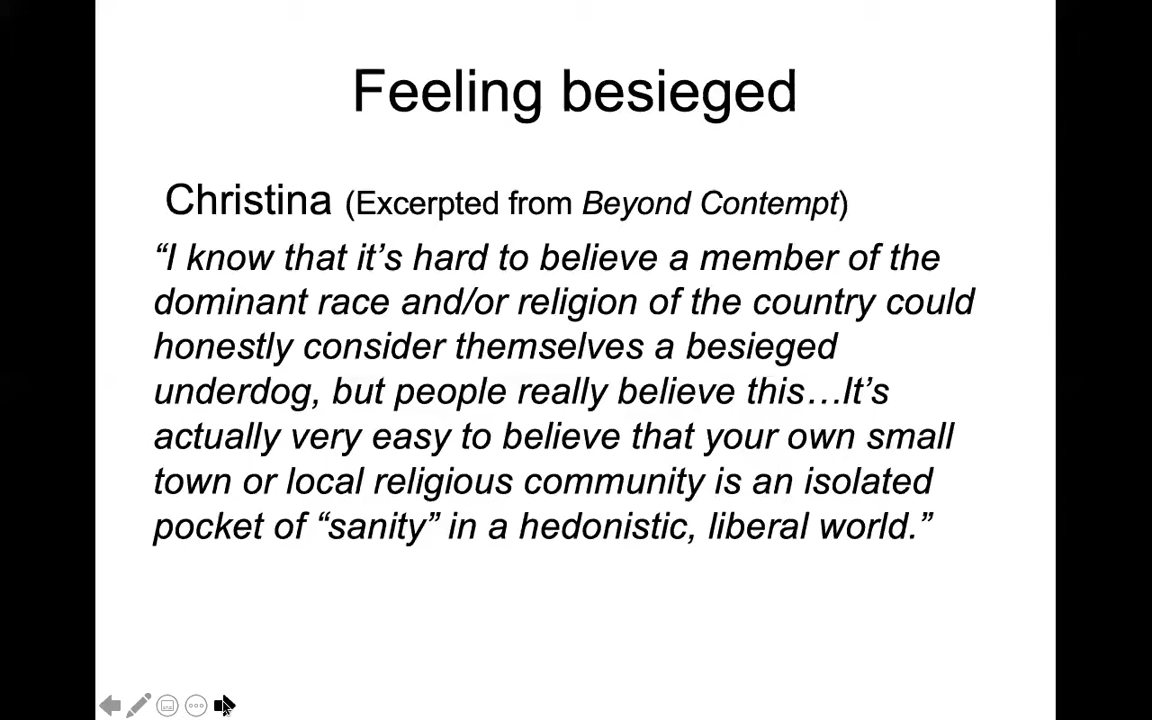 Feeling besieged
Christina (Excerpted from Beyond Contempt)
“I know that it’s hard to believe a member of the
dominant race and/or religion of the country could
honestly consider themselves a besieged
underdog, but people really believe this…It’s
actually very easy to believe that your own small
town or local religious community is an isolated
pocket of “sanity” in a hedonistic, liberal world.”